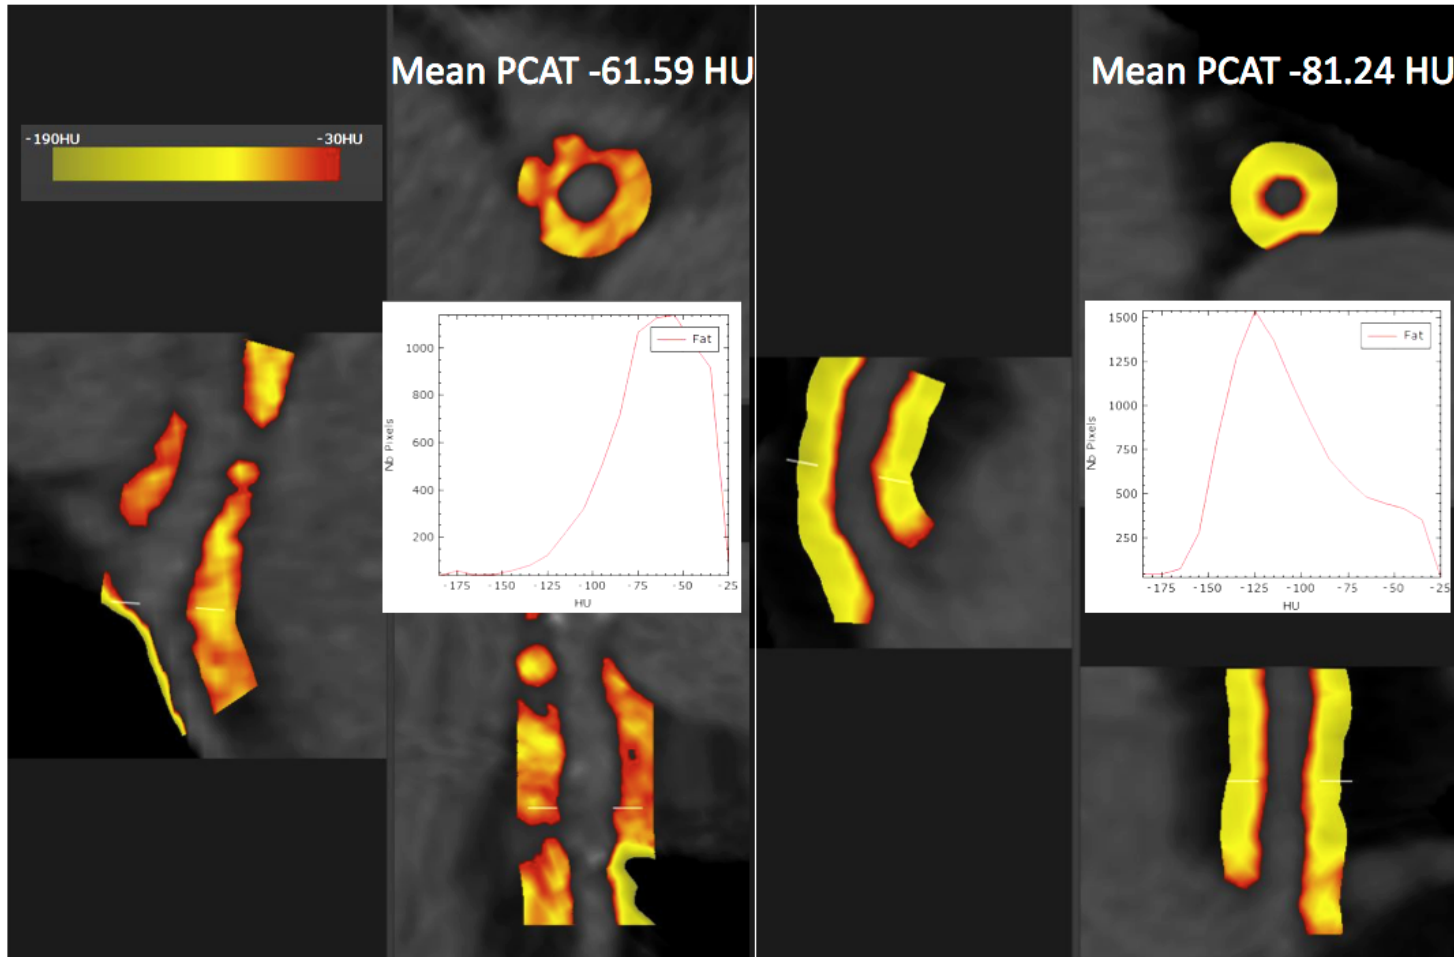 Mean PCAT -61.59 HU
Mean PCAT -81.24 HU
-190HU -30HU
Fat
1000
800
600
400
200
Nb Pixels
-175 -150 -125 -100 -75 -50 -25
HU
Fat
1500
1250
1000
750
500
250
Nb Pixels
-175 -150 -125 -100 -75 -50 -25
HU